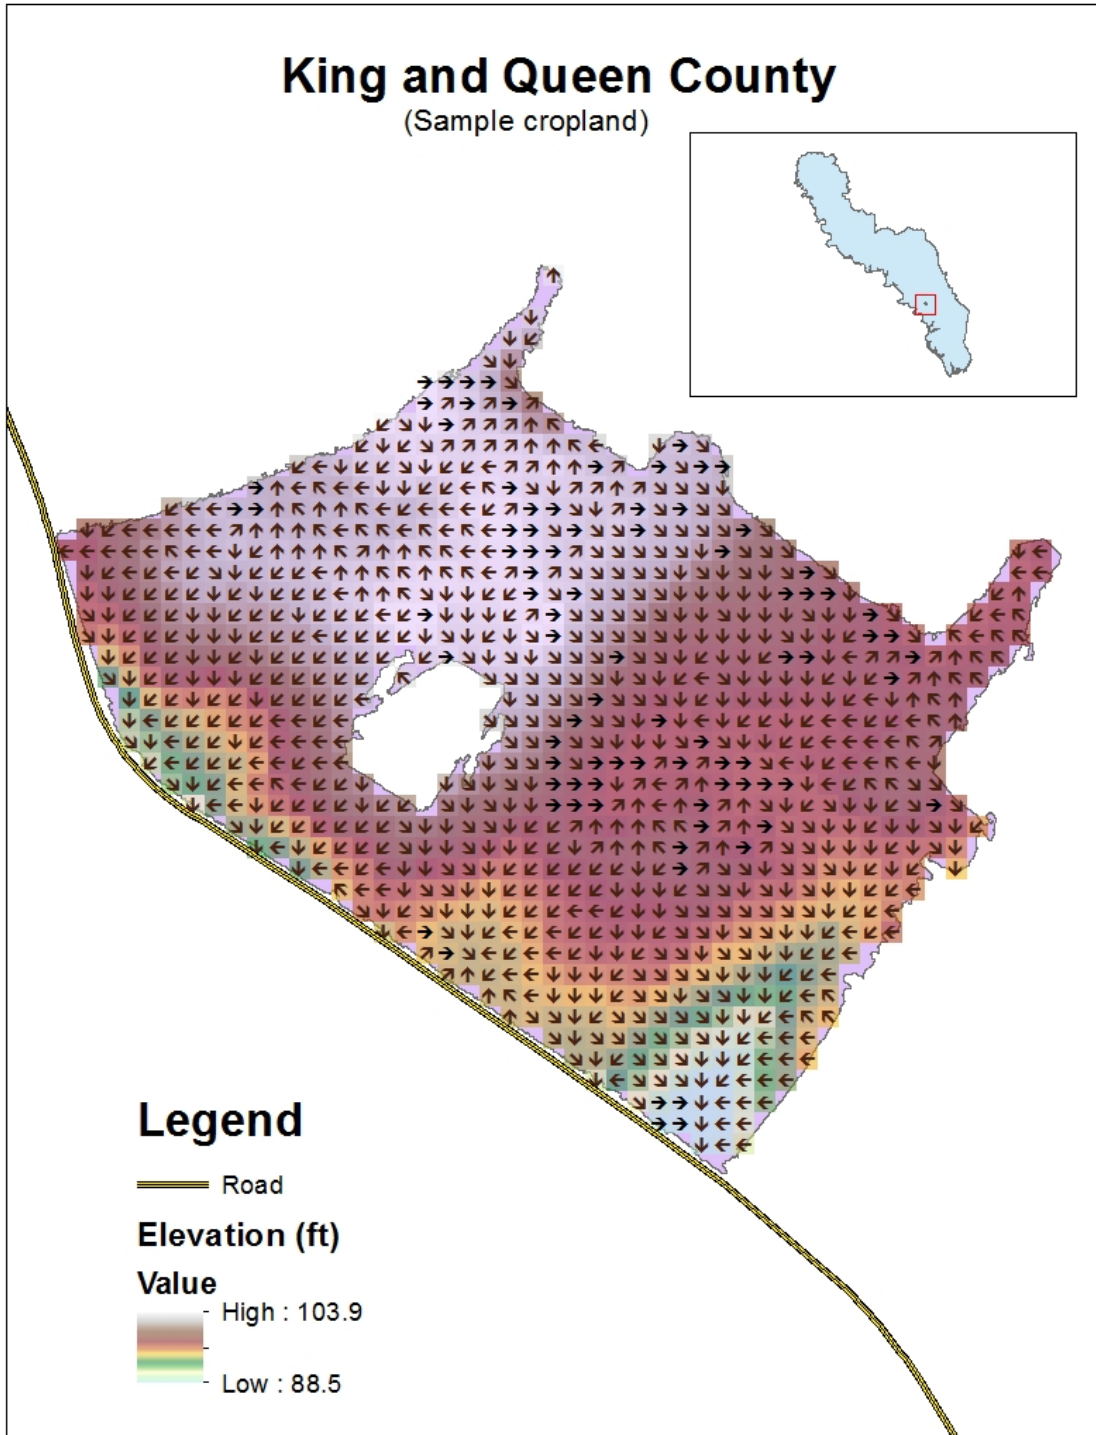 King and Queen County
(Sample cropland)
Legend
Road
Elevation (ft)
Value
High : 103.9
Low : 88.5